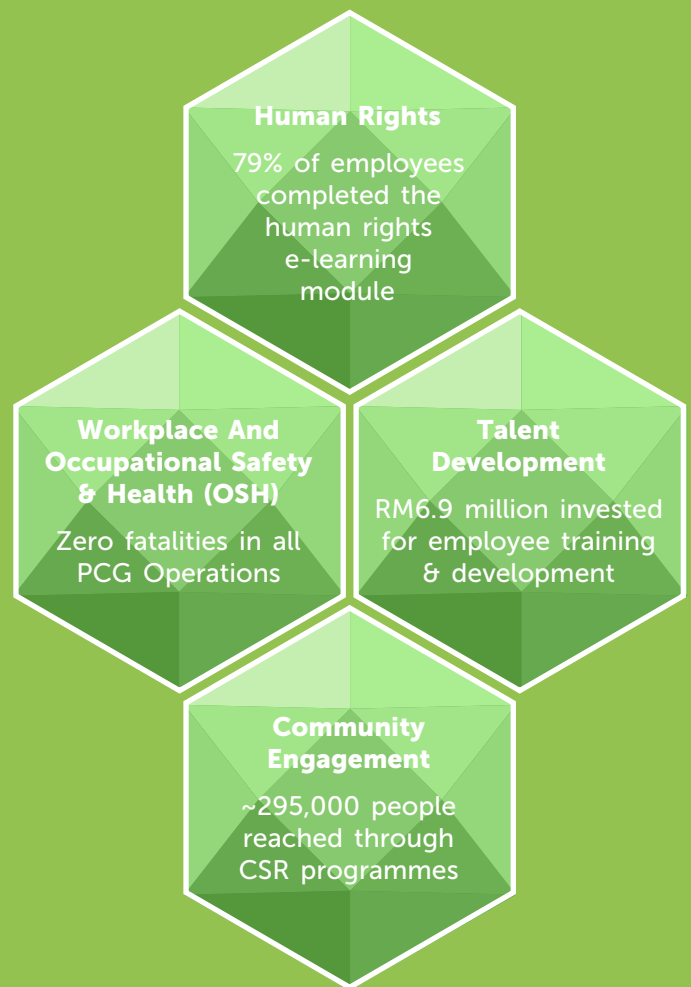 Human Rights
79% of employees
completed the
human rights
e-learning
module
Workplace And
Occupational Safety
& Health (OSH)
Zero fatalities in all
PCG Operations
Talent
Development
RM6.9 million invested
for employee training
& development
Community
Engagement
~295,000 people
reached through
CSR programmes